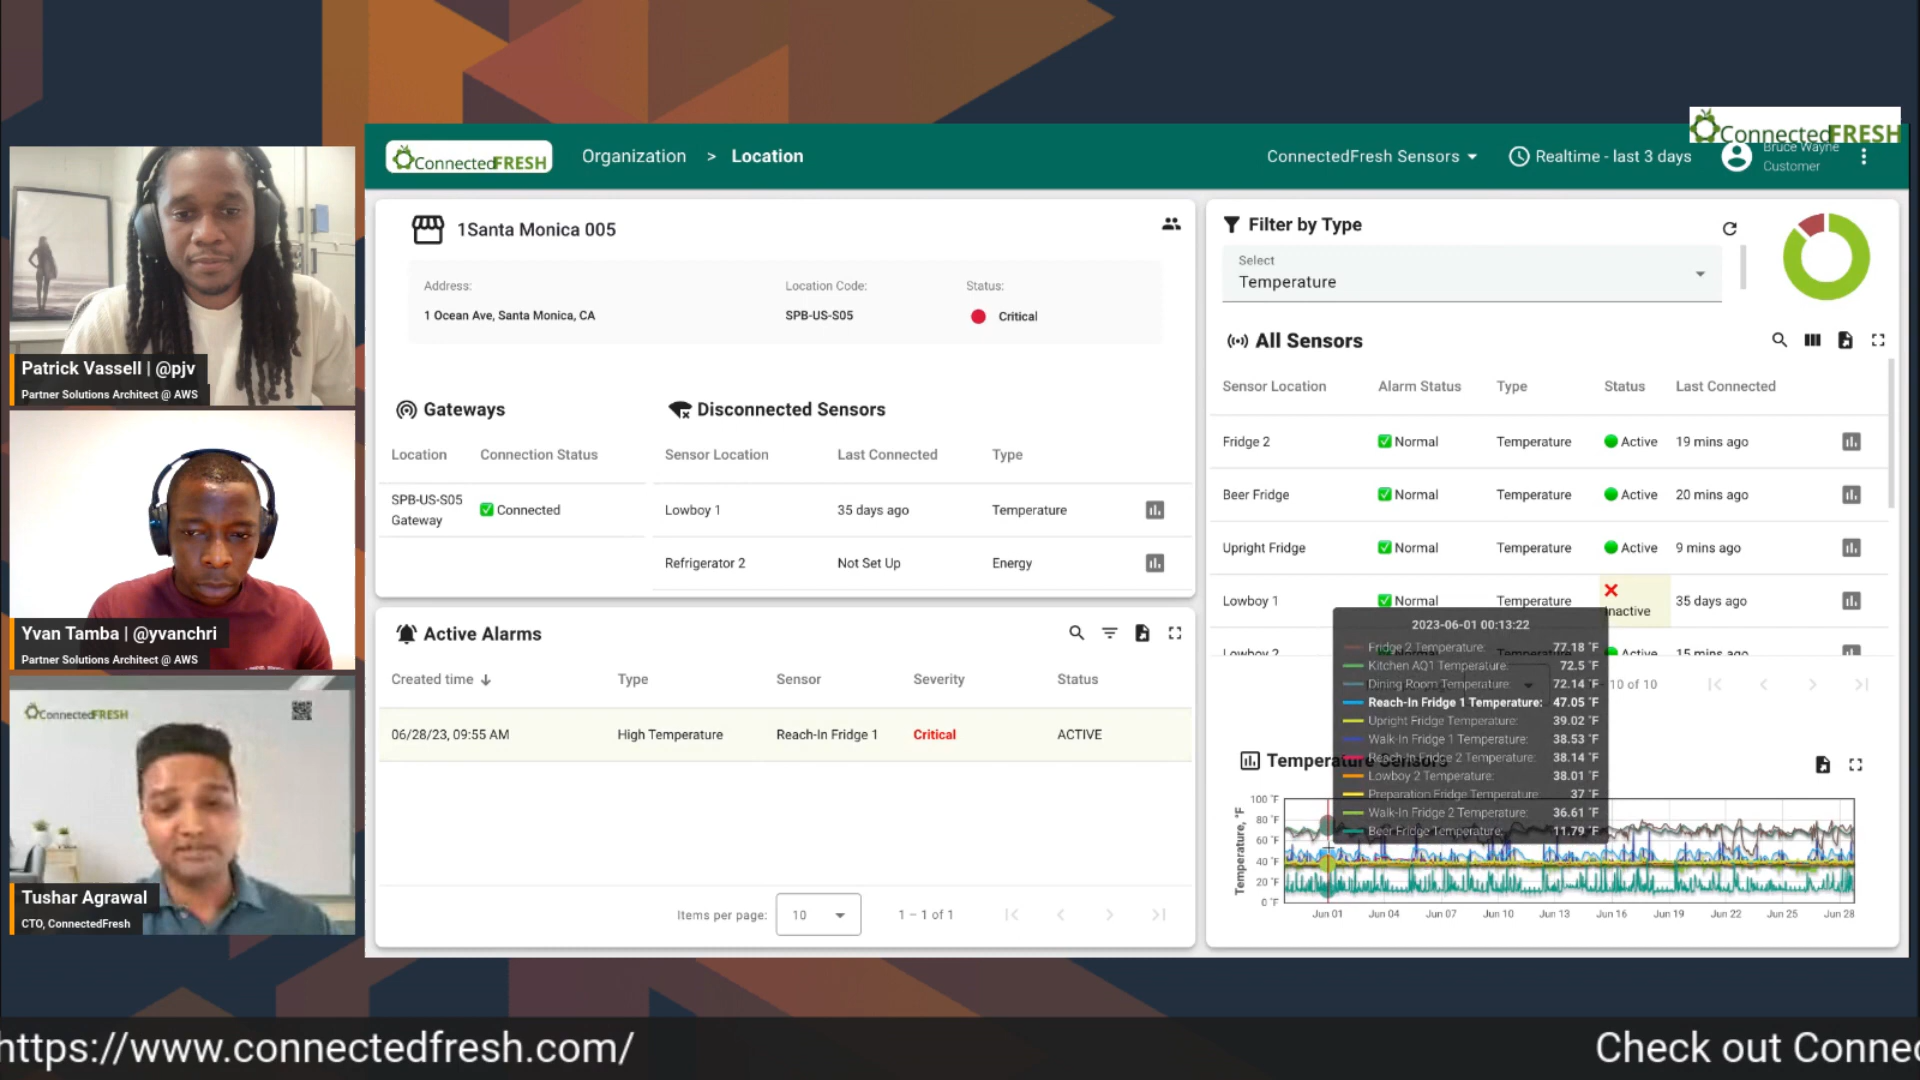 ConnectedFRESH
ConnectedFRESH
Organization > Location
ConnectedFresh Sensors
Realtime - last 3 days
Bruce Wayne
Customer
Patrick Vassell | @pjv
Partner Solutions Architect @ AWS
Yvan Tamba | @yvanchri
Partner Solutions Architect @ AWS
ConnectedFRESH
Tushar Agrawal
CTO, ConnectedFresh
1Santa Monica 005
Address: Location Code: Status:
1 Ocean Ave, Santa Monica, CA SPB-US-S05 Critical
Gateways
Location Connection Status
SPB-US-S05
Gateway
Connected
Disconnected Sensors
Sensor Location Last Connected Type
Lowboy 1 35 days ago Temperature
Refrigerator 2 Not Set Up Energy
Active Alarms
Created time Type Sensor Severity Status
06/28/23, 09:55 AM High Temperature Reach-In Fridge 1 Critical ACTIVE
Items per page: 10 1 – 1 of 1
Filter by Type
Select
Temperature
All Sensors
Sensor Location Alarm Status Type Status Last Connected
Fridge 2 Normal Temperature Active 19 mins ago
Beer Fridge Normal Temperature Active 20 mins ago
Upright Fridge Normal Temperature Active 9 mins ago
Lowboy 1 Normal Temperature Inactive 35 days ago
Lowboy 2 Temperature Active 15 mins ago
10 of 10
2023-06-01 00:13:22
Fridge 2 Temperature: 77.18 °F
Kitchen AQ1 Temperature: 72.5 °F
Dining Room Temperature: 72.14 °F
Reach-In Fridge 1 Temperature: 47.05 °F
Upright Fridge Temperature: 39.02 °F
Walk-In Fridge 1 Temperature: 38.53 °F
Reach-In Fridge 2 Temperature: 38.14 °F
Lowboy 2 Temperature: 38.01 °F
Preparation Fridge Temperature 37 °F
Walk-In Fridge 2 Temperature: 36.61 °F
Beer Fridge Temperature: 11.79 °F
Temperature Sensors
Temperature, °F
100 °F
80 °F
60 °F
40 °F
20 °F
0 °F
Jun 01 Jun 04 Jun 07 Jun 10 Jun 13 Jun 16 Jun 19 Jun 22 Jun 25 Jun 28
https://www.connectedfresh.com/
Check out Connec